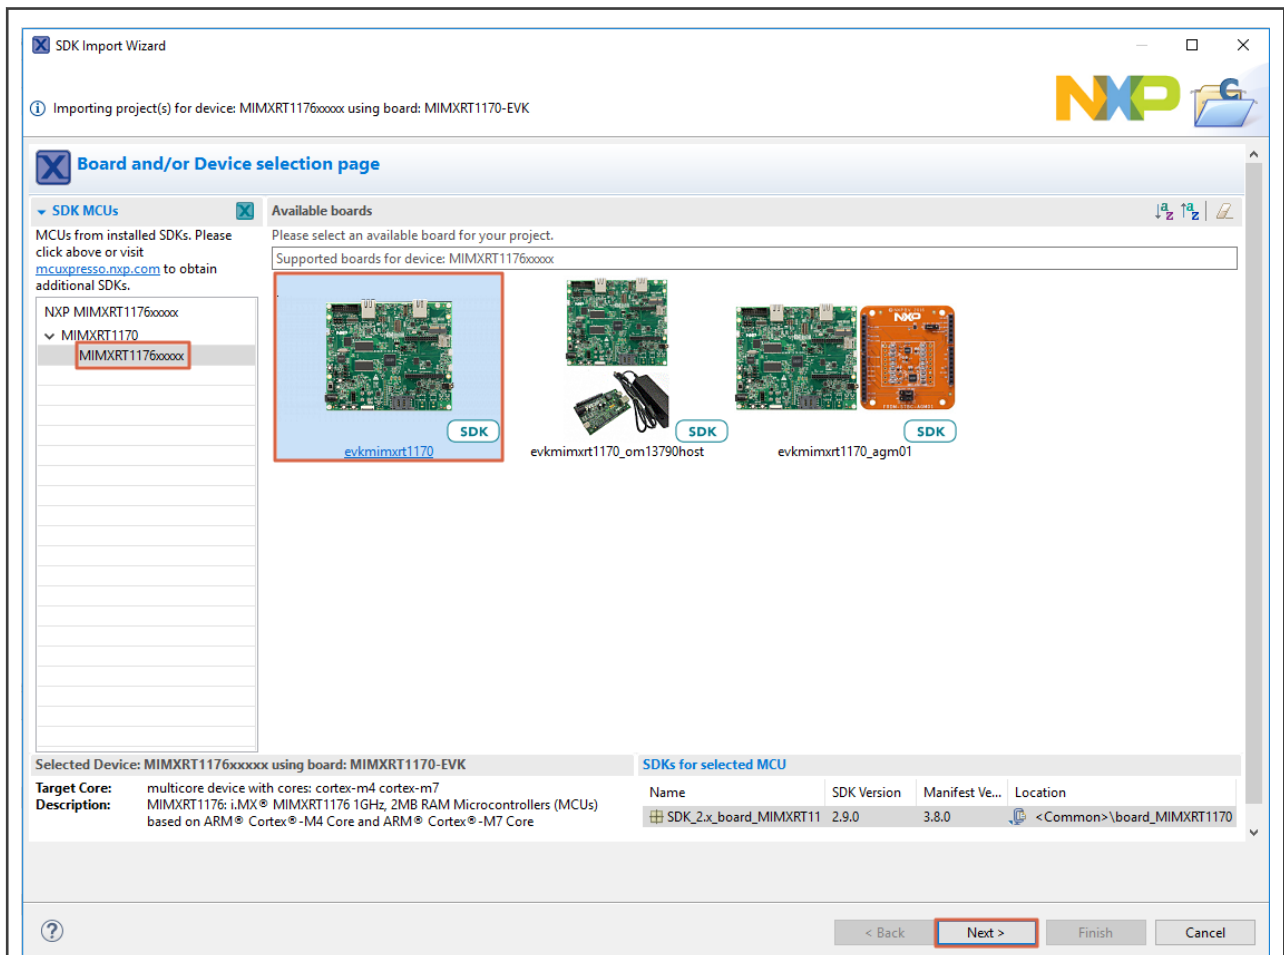 SDK Import Wizard
Importing project(s) for device: MIMXRT1176xxxxx using board: MIMXRT1170-EVK
NXP
Board and/or Device selection page
SDK MCUs
MCUs from installed SDKs. Please
click above or visit
mcuxpresso.nxp.com to obtain
additional SDKs.
NXP MIMXRT1176xxxxx
MIMXRT1170
MIMXRT1176xxxxx
Available boards
Please select an available board for your project.
Supported boards for device: MIMXRT1176xxxxx
SDK
evkmimxrt1170
SDK
evkmimxrt1170_om13790host
NXP
SDK
evkmimxrt1170_agm01
Selected Device: MIMXRT1176xxxxx using board: MIMXRT1170-EVK
Target Core: multicore device with cores: cortex-m4 cortex-m7
Description: MIMXRT1176: i.MX® MIMXRT1176 1GHz, 2MB RAM Microcontrollers (MCUs)
based on ARM® Cortex®-M4 Core and ARM® Cortex®-M7 Core
SDKs for selected MCU
Name SDK Version Manifest Ve... Location
SDK_2.x_board_MIMXRT11 2.9.0 3.8.0 <Common>\board_MIMXRT1170
< Back Next > Finish Cancel